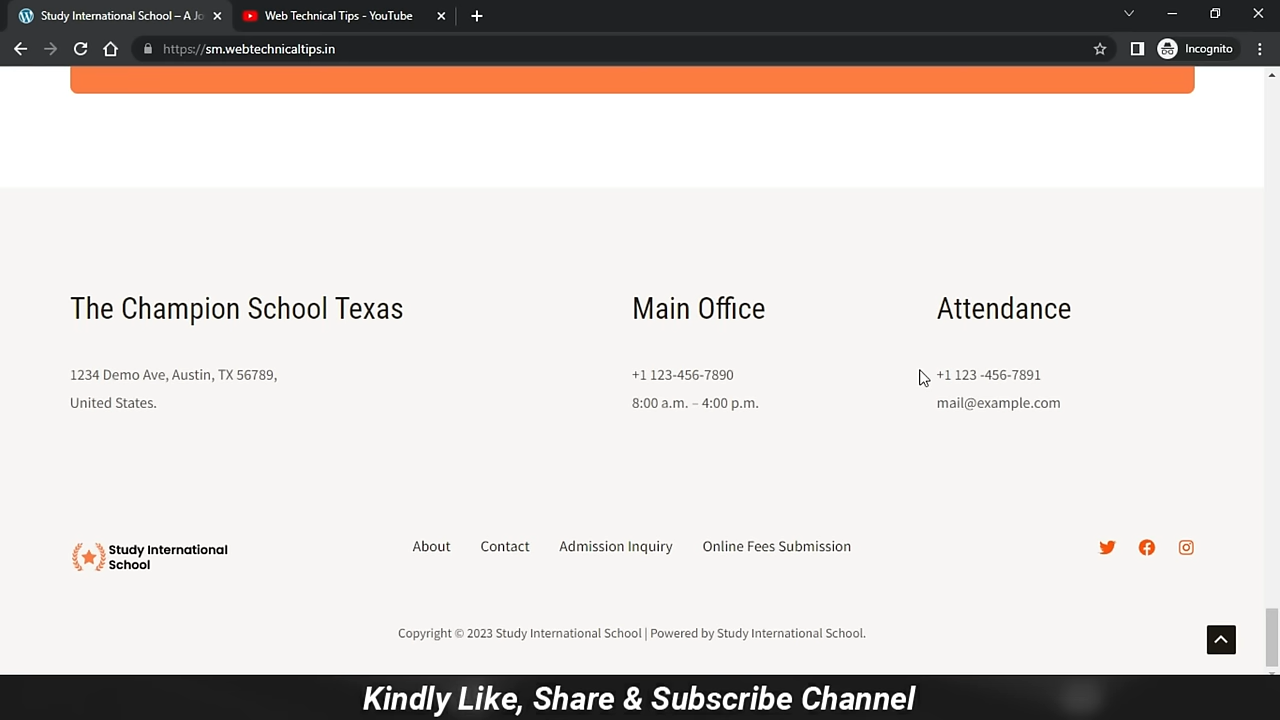 Study International School – A Jo
Web Technical Tips - YouTube
https://sm.webtechnicaltips.in
Incognito
The Champion School Texas
Main Office
Attendance
1234 Demo Ave, Austin, TX 56789,
+1 123-456-7890
+1 123 -456-7891
United States.
8:00 a.m. – 4:00 p.m.
mail@example.com
Study International
School
About
Contact
Admission Inquiry
Online Fees Submission
Copyright © 2023 Study International School | Powered by Study International School.
Kindly Like, Share & Subscribe Channel